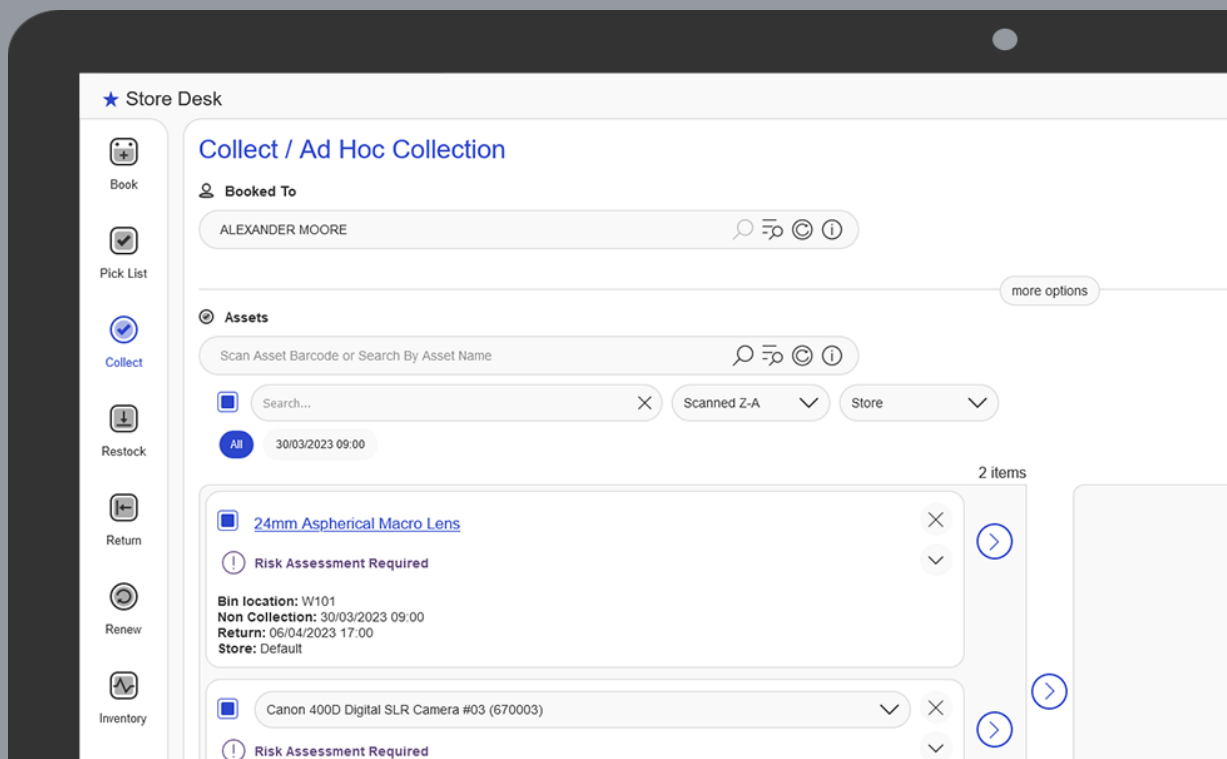 Store Desk
Book
Pick List
Collect
Restock
Return
Renew
Inventory
Collect / Ad Hoc Collection
Booked To
ALEXANDER MOORE
more options
Assets
Scan Asset Barcode or Search By Asset Name
Search... Scanned Z-A Store
All 30/03/2023 09:00
2 items
24mm Aspherical Macro Lens
Risk Assessment Required
Bin location: W101
Non Collection: 30/03/2023 09:00
Return: 06/04/2023 17:00
Store: Default
Canon 400D Digital SLR Camera #03 (670003)
Risk Assessment Required